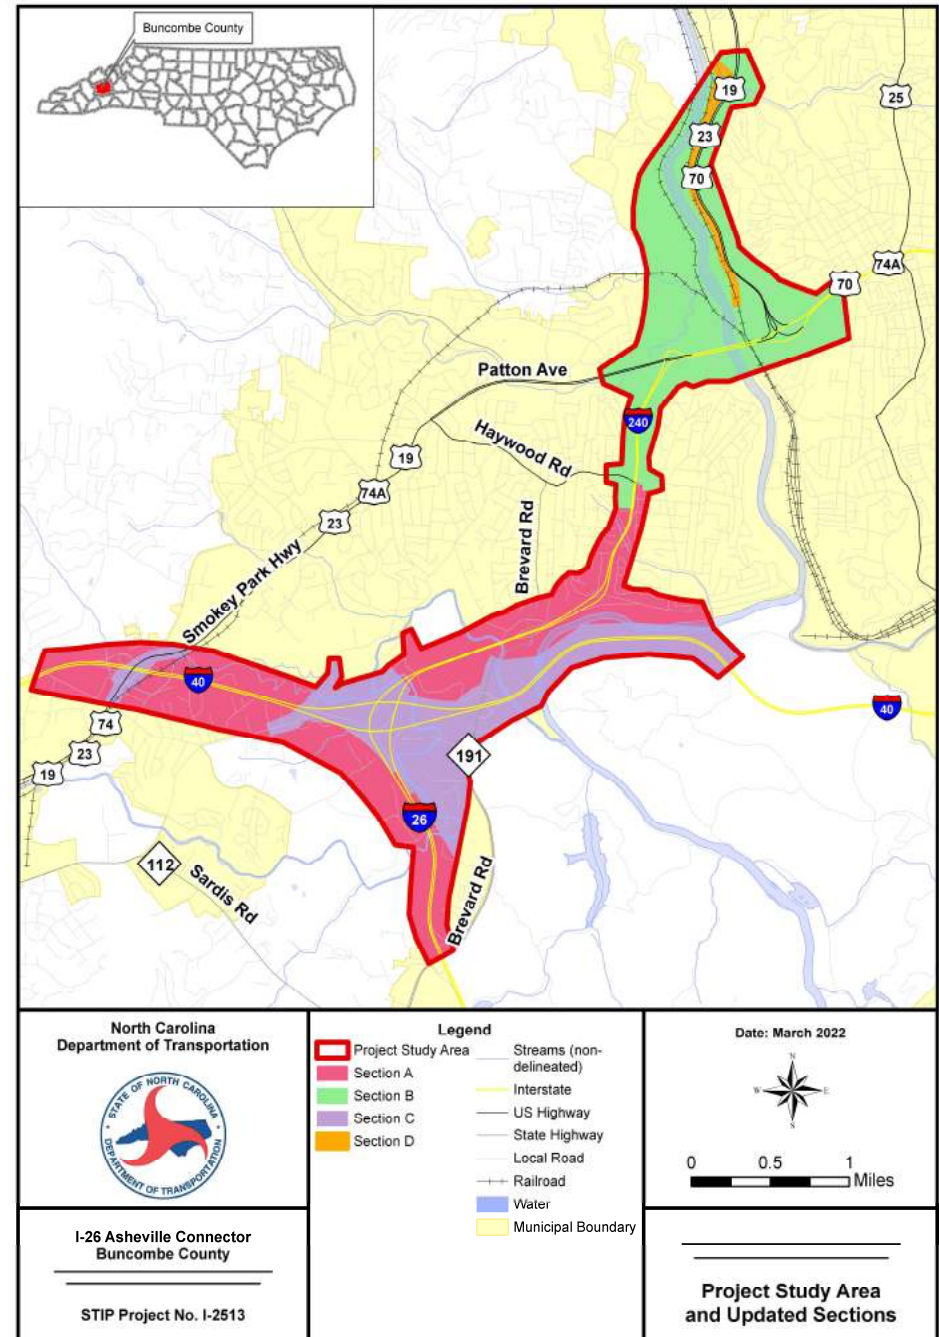 Buncombe County
19
25
23
70
74A
70
Patton Ave
240
Haywood Rd
19
74A
23
Brevard Rd
Smokey Park Hwy
40
40
74
191
23
19
26
112
Sardis Rd
Brevard Rd
North Carolina
Department of Transportation
STATE OF NORTH CAROLINA
DEPARTMENT OF TRANSPORTATION
I-26 Asheville Connector
Buncombe County
STIP Project No. I-2513
Legend
Project Study Area
Section A
Section B
Section C
Section D
Streams (non-
delineated)
Interstate
US Highway
State Highway
Local Road
Railroad
Water
Municipal Boundary
Date: March 2022
N
W
E
S
0 0.5 1
Miles
Project Study Area
and Updated Sections